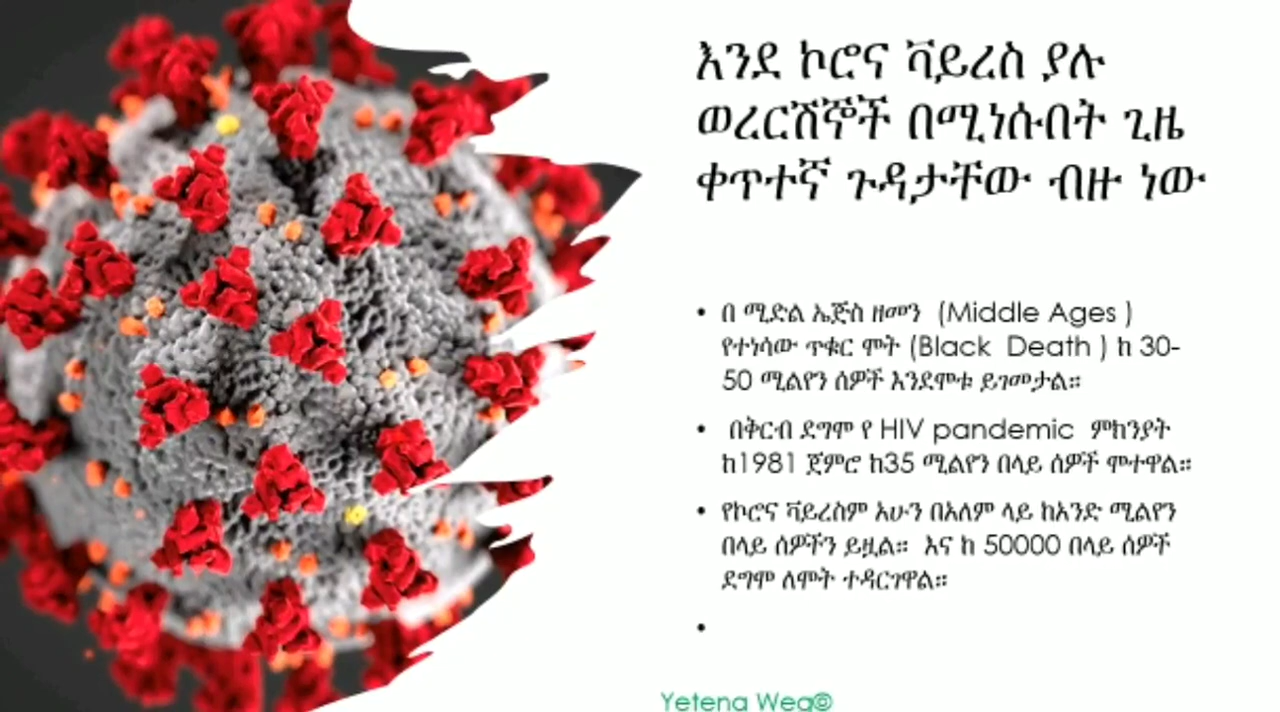 እንደ ኮሮና ቫይረስ ያሉ
ወረርሽኞች በሚነሱበት ጊዜ
ቀጥተኛ ጉዳታቸው ብዙ ነው
• በ ሚድል ኤጅስ ዘመን (Middle Ages )
የተነሳው ጥቁር ሞት (Black Death ) ከ 30-
50 ሚልየን ሰዎች እንደሞቱ ይገመታል።
• በቅርብ ደግሞ የ HIV pandemic ምክንያት
ከ1981 ጀምሮ ከ35 ሚልየን በላይ ሰዎች ሞተዋል።
• የኮሮና ቫይረስም አሁን በአለም ላይ ከአንድ ሚልየን
በላይ ሰዎችን ይዟል። እና ከ 50000 በላይ ሰዎች
ደግሞ ለሞት ተዳርገዋል።
•
Yetena Weg©